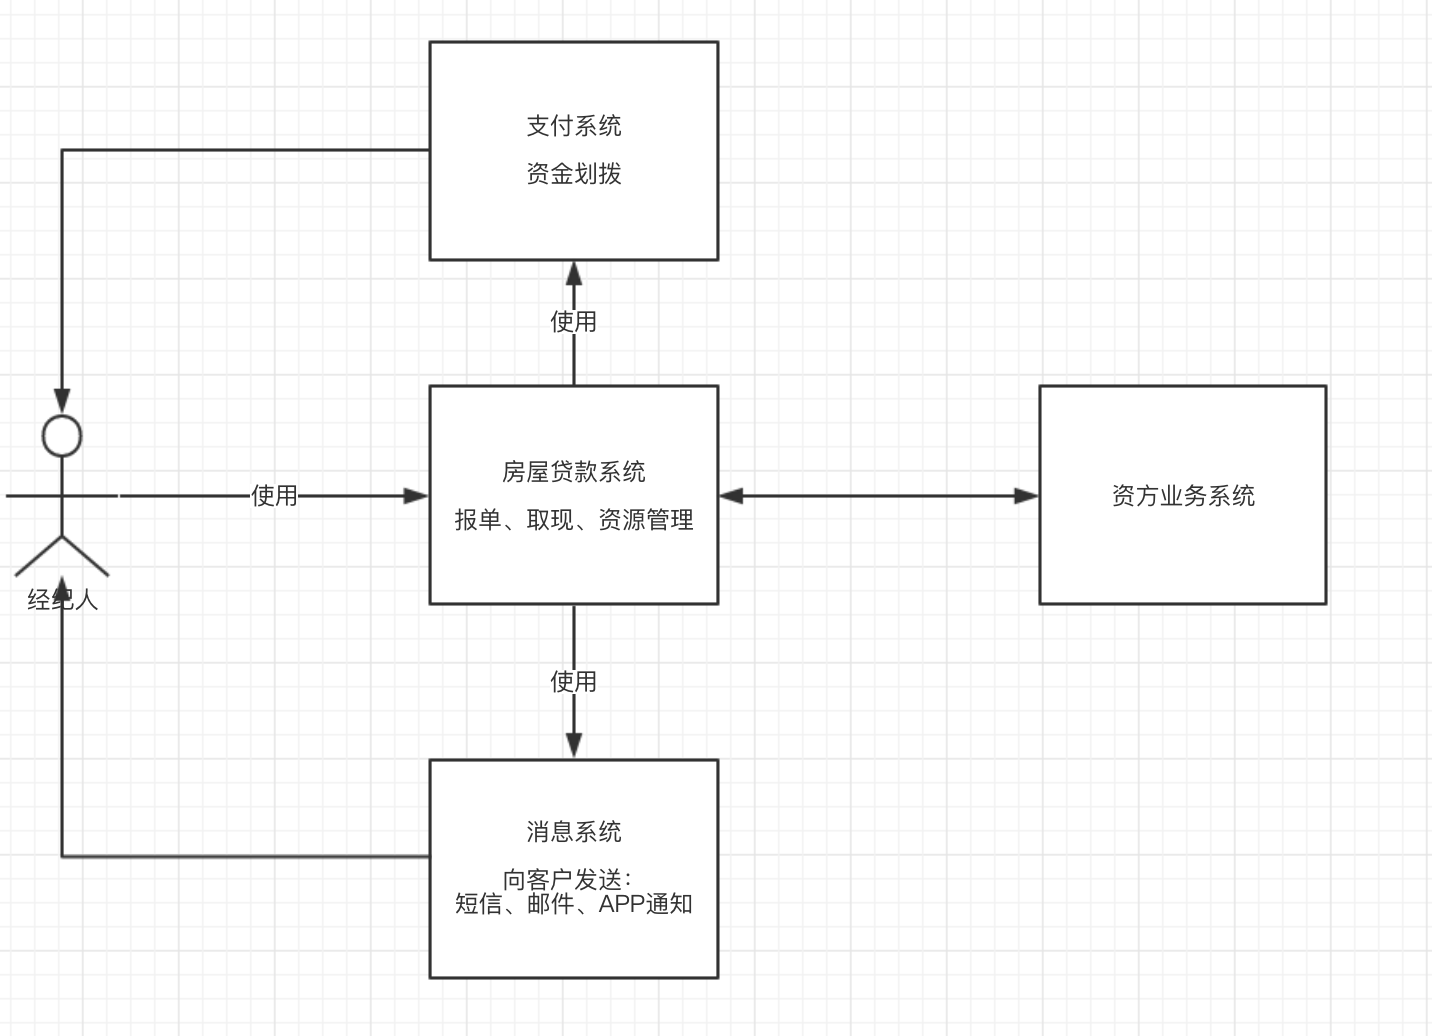 支付系统
资金划拨
使用
房屋贷款系统
报单、取现、资源管理
使用
资方业务系统
经纪人
使用
消息系统
向客户发送：
短信、邮件、APP通知